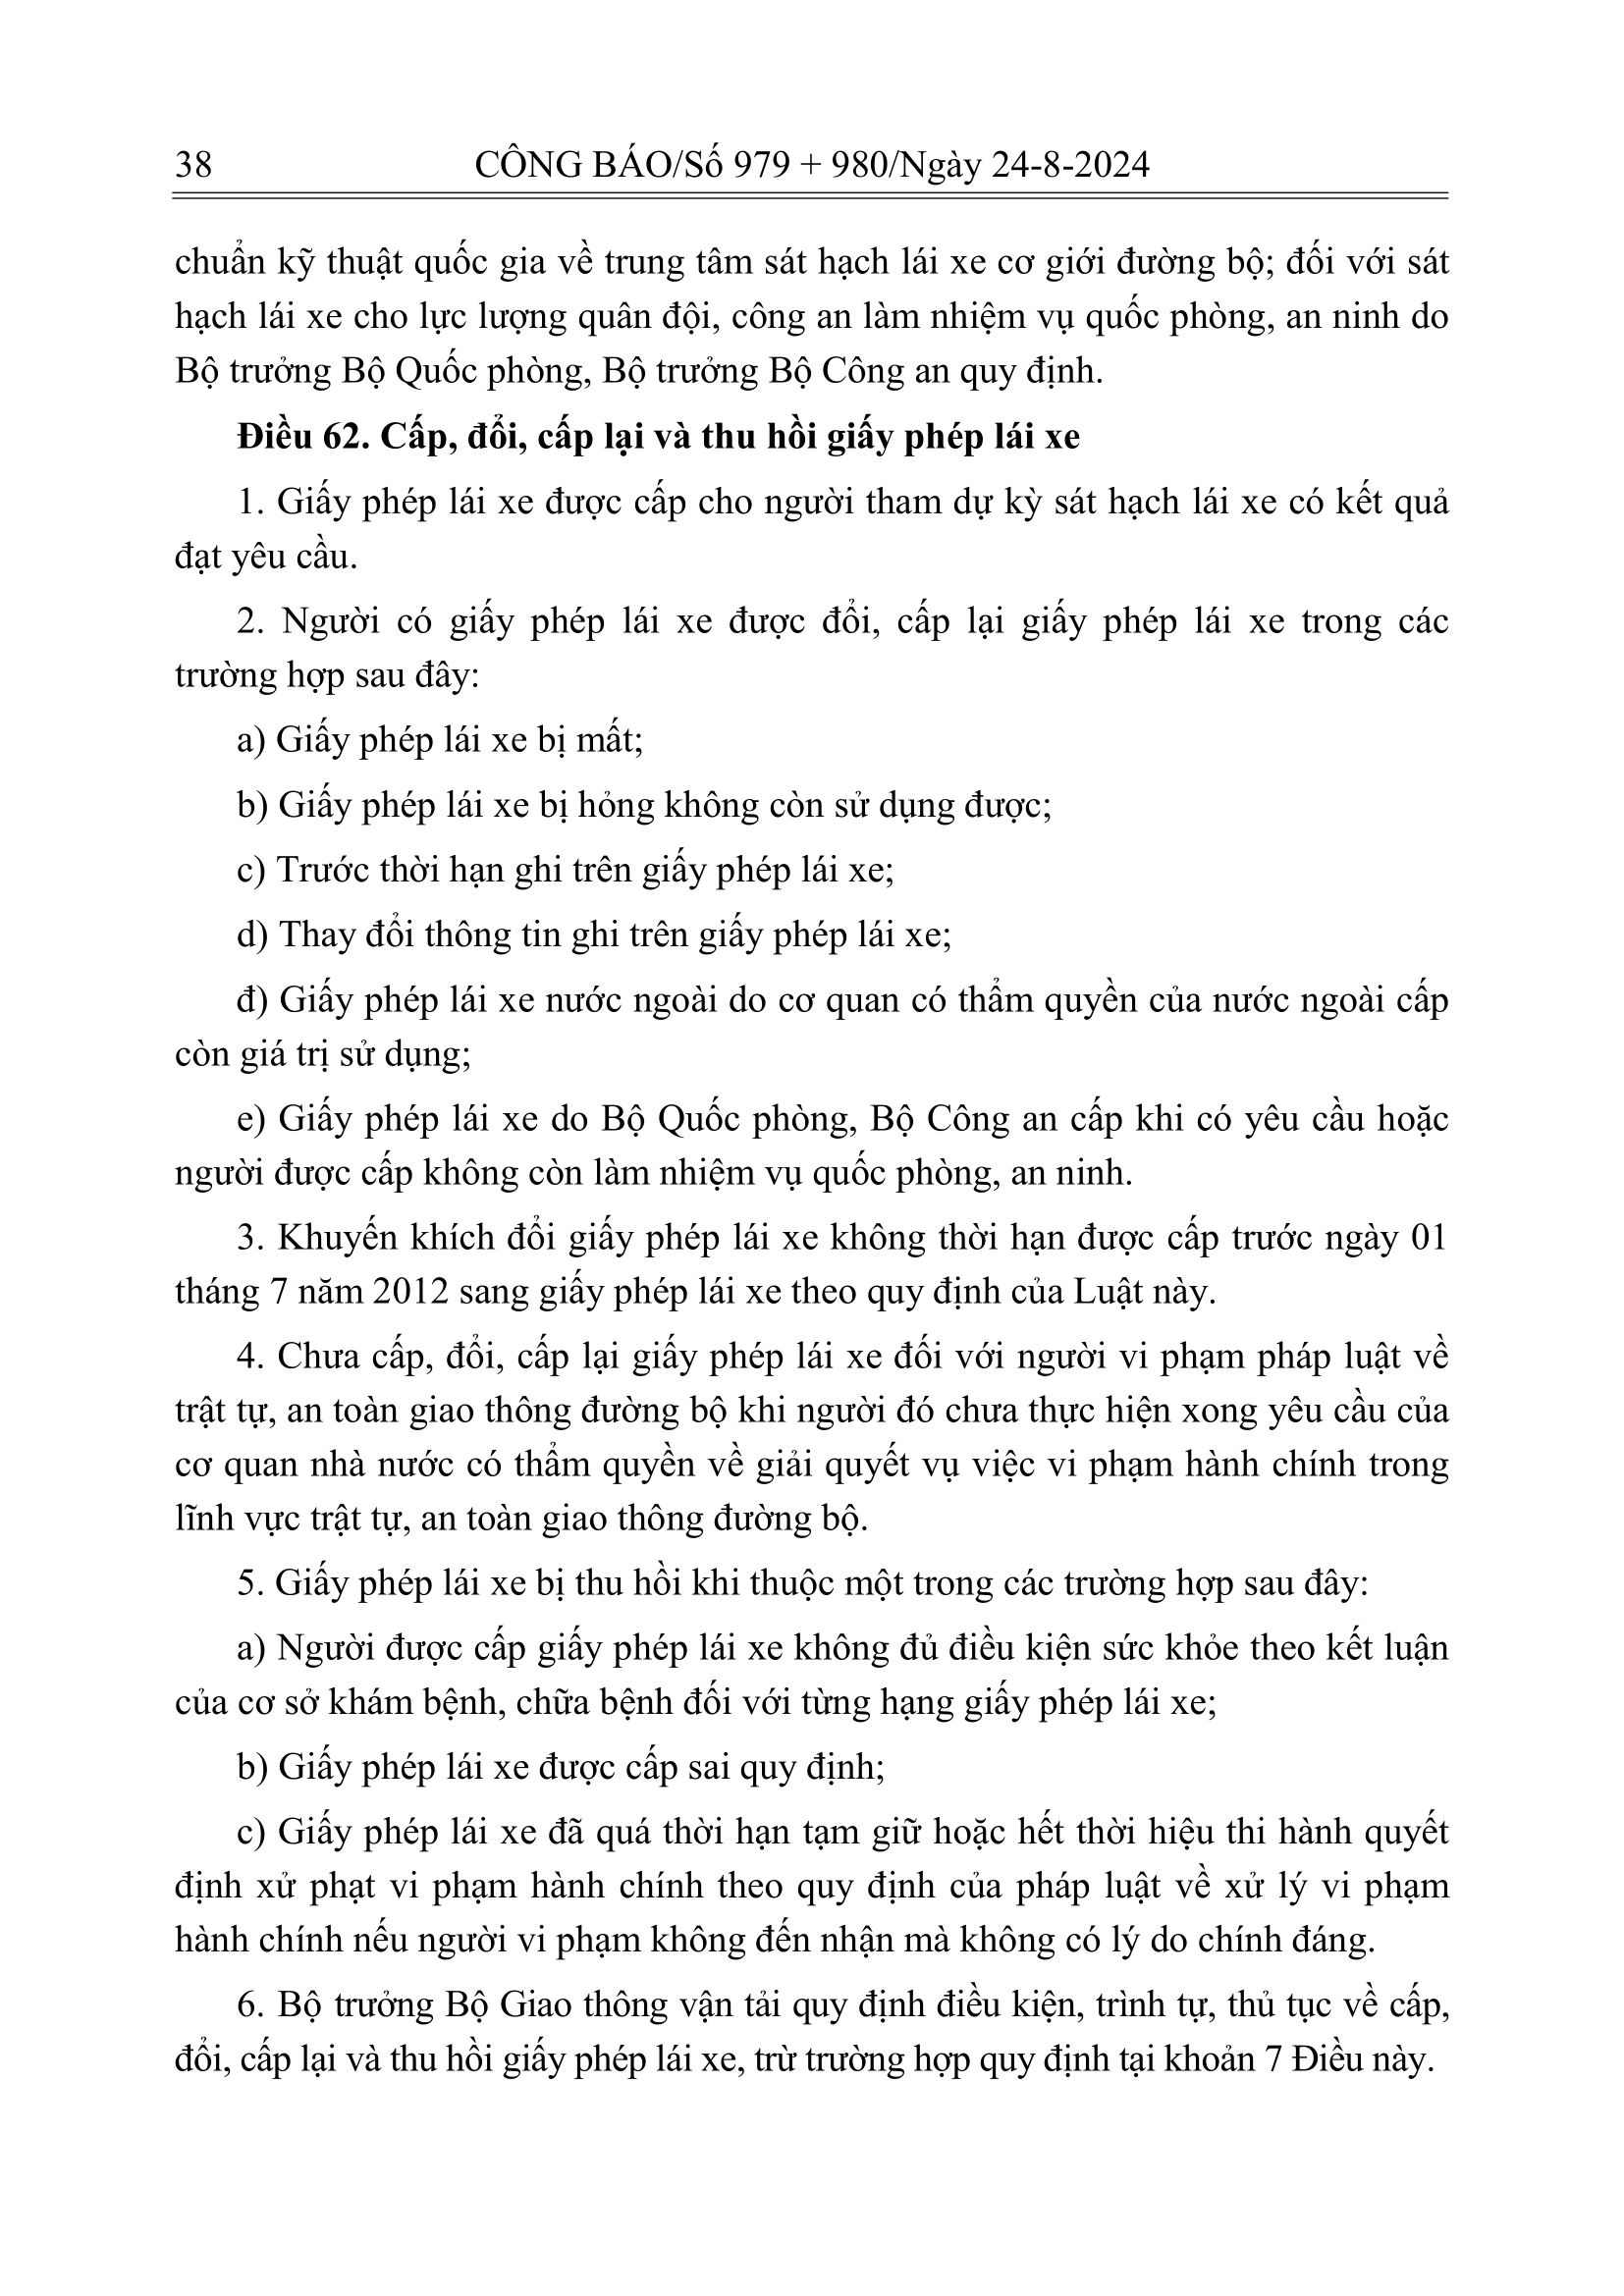 38
CÔNG BÁO/Số 979 + 980/Ngày 24-8-2024
chuẩn kỹ thuật quốc gia về trung tâm sát hạch lái xe cơ giới đường bộ; đối với sát
hạch lái xe cho lực lượng quân đội, công an làm nhiệm vụ quốc phòng, an ninh do
Bộ trưởng Bộ Quốc phòng, Bộ trưởng Bộ Công an quy định.
Điều 62. Cấp, đổi, cấp lại và thu hồi giấy phép lái xe
1. Giấy phép lái xe được cấp cho người tham dự kỳ sát hạch lái xe có kết quả
đạt yêu cầu.
2. Người có giấy phép lái xe được đổi, cấp lại giấy phép lái xe trong các
trường hợp sau đây:
a) Giấy phép lái xe bị mất;
b) Giấy phép lái xe bị hỏng không còn sử dụng được;
c) Trước thời hạn ghi trên giấy phép lái xe;
d) Thay đổi thông tin ghi trên giấy phép lái xe;
đ) Giấy phép lái xe nước ngoài do cơ quan có thẩm quyền của nước ngoài cấp
còn giá trị sử dụng;
e) Giấy phép lái xe do Bộ Quốc phòng, Bộ Công an cấp khi có yêu cầu hoặc
người được cấp không còn làm nhiệm vụ quốc phòng, an ninh.
3. Khuyến khích đổi giấy phép lái xe không thời hạn được cấp trước ngày 01
tháng 7 năm 2012 sang giấy phép lái xe theo quy định của Luật này.
4. Chưa cấp, đổi, cấp lại giấy phép lái xe đối với người vi phạm pháp luật về
trật tự, an toàn giao thông đường bộ khi người đó chưa thực hiện xong yêu cầu của
cơ quan nhà nước có thẩm quyền về giải quyết vụ việc vi phạm hành chính trong
lĩnh vực trật tự, an toàn giao thông đường bộ.
5. Giấy phép lái xe bị thu hồi khi thuộc một trong các trường hợp sau đây:
a) Người được cấp giấy phép lái xe không đủ điều kiện sức khỏe theo kết luận
của cơ sở khám bệnh, chữa bệnh đối với từng hạng giấy phép lái xe;
b) Giấy phép lái xe được cấp sai quy định;
c) Giấy phép lái xe đã quá thời hạn tạm giữ hoặc hết thời hiệu thi hành quyết
định xử phạt vi phạm hành chính theo quy định của pháp luật về xử lý vi phạm
hành chính nếu người vi phạm không đến nhận mà không có lý do chính đáng.
6. Bộ trưởng Bộ Giao thông vận tải quy định điều kiện, trình tự, thủ tục về cấp,
đổi, cấp lại và thu hồi giấy phép lái xe, trừ trường hợp quy định tại khoản 7 Điều này.